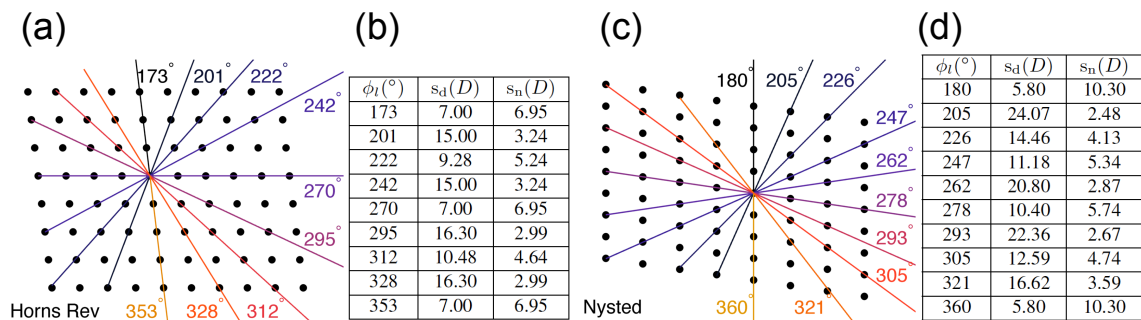 (a)
173°
201°
222°
242°
270°
295°
312°
328°
353°
Horns Rev
(b)
ϕ_l(°) s_d(D) s_n(D)
173 7.00 6.95
201 15.00 3.24
222 9.28 5.24
242 15.00 3.24
270 7.00 6.95
295 16.30 2.99
312 10.48 4.64
328 16.30 2.99
353 7.00 6.95
(c)
180°
205°
226°
247°
262°
278°
293°
305°
321°
360°
Nysted
(d)
ϕ_l(°) s_d(D) s_n(D)
180 5.80 10.30
205 24.07 2.48
226 14.46 4.13
247 11.18 5.34
262 20.80 2.87
278 10.40 5.74
293 22.36 2.67
305 12.59 4.74
321 16.62 3.59
360 5.80 10.30